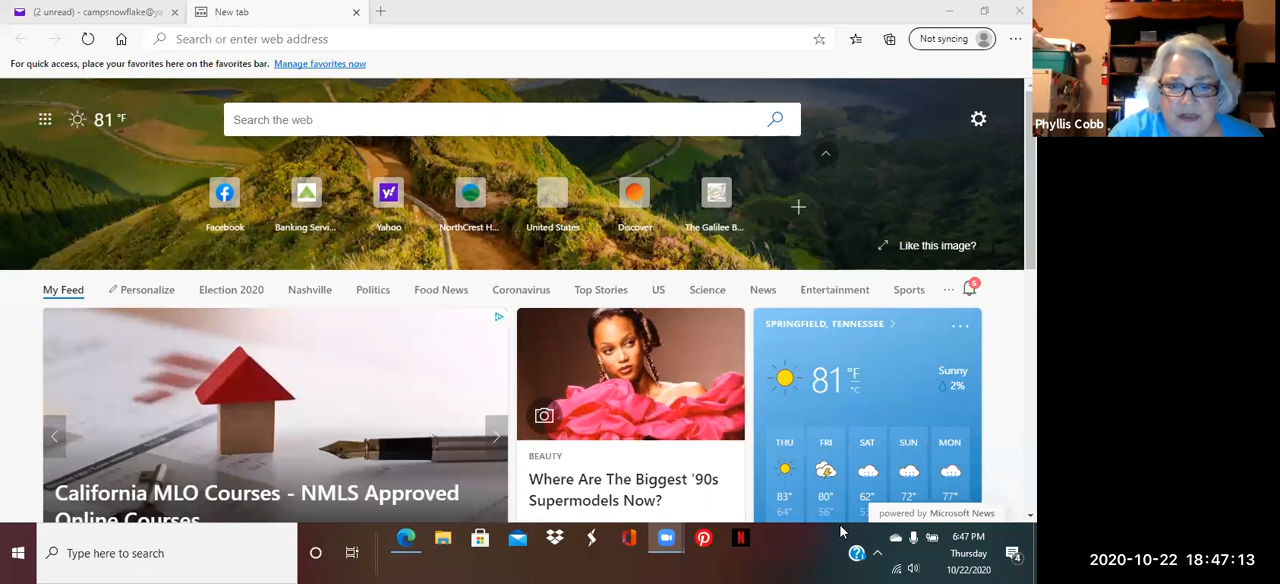 (2 unread) - campsnowflake@ya
New tab
Search or enter web address
Not syncing
For quick access, place your favorites here on the favorites bar. Manage favorites now
Phyllis Cobb
81 °F
Search the web
Facebook
Banking Servi...
Yahoo
NorthCrest H...
United States
Discover
The Galilee B...
Like this image?
My Feed
Personalize
Election 2020
Nashville
Politics
Food News
Coronavirus
Top Stories
US
Science
News
Entertainment
Sports
5
California MLO Courses - NMLS Approved
Online Courses
BEAUTY
Where Are The Biggest '90s
Supermodels Now?
SPRINGFIELD, TENNESSEE
81 °F
°C
Sunny
2%
THU FRI SAT SUN MON
83° 80° 62° 72° 77°
64° 56°
powered by Microsoft News
Type here to search
6:47 PM
Thursday
10/22/2020
4
2020-10-22 18:47:13